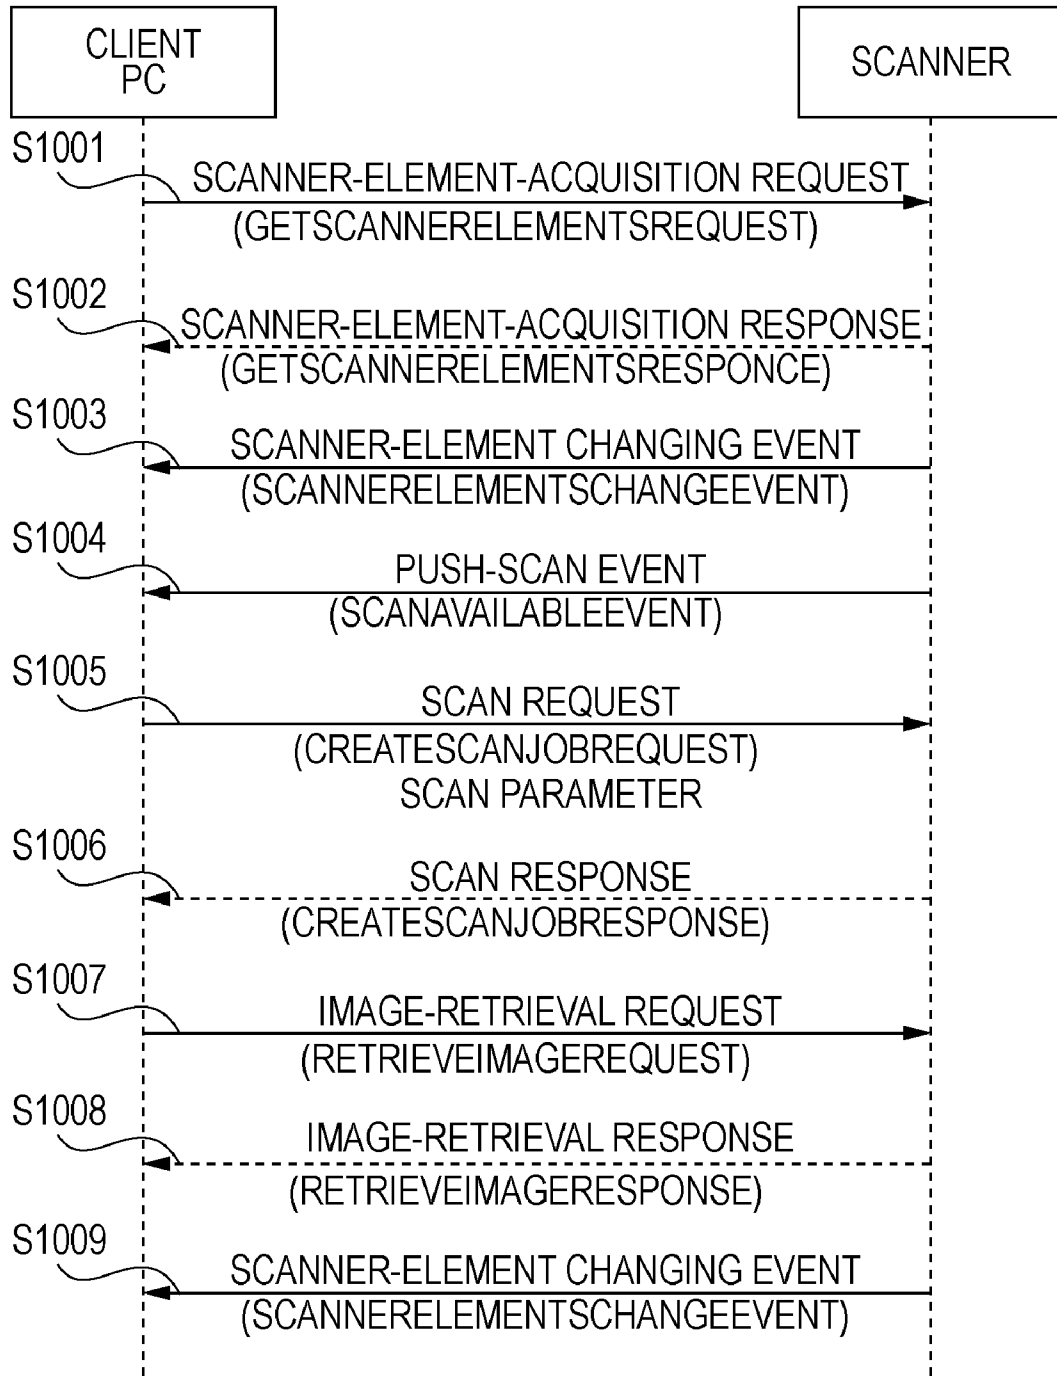 CLIENT
PC
SCANNER
S1001
SCANNER-ELEMENT-ACQUISITION REQUEST
(GETSCANNERELEMENTSREQUEST)
S1002
SCANNER-ELEMENT-ACQUISITION RESPONSE
(GETSCANNERELEMENTSRESPONCE)
S1003
SCANNER-ELEMENT CHANGING EVENT
(SCANNERELEMENTSCHANGEEVENT)
S1004
PUSH-SCAN EVENT
(SCANAVAILABLEEVENT)
S1005
SCAN REQUEST
(CREATESCANJOBREQUEST)
SCAN PARAMETER
S1006
SCAN RESPONSE
(CREATESCANJOBRESPONSE)
S1007
IMAGE-RETRIEVAL REQUEST
(RETRIEVEIMAGEREQUEST)
S1008
IMAGE-RETRIEVAL RESPONSE
(RETRIEVEIMAGERESPONSE)
S1009
SCANNER-ELEMENT CHANGING EVENT
(SCANNERELEMENTSCHANGEEVENT)